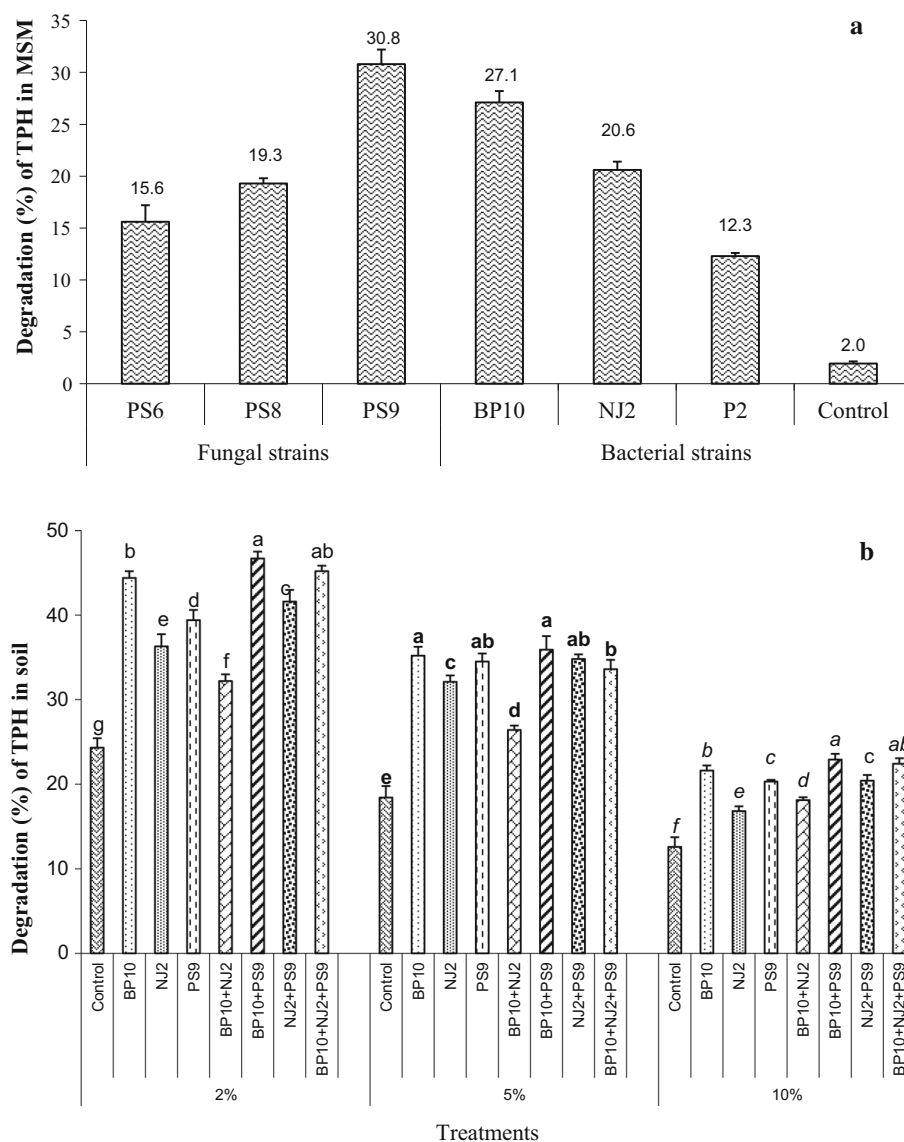 a
Degradation (%) of TPH in MSM
35
30
25
20
15
10
5
0
15.6
19.3
30.8
27.1
20.6
12.3
2.0
PS6 PS8 PS9 BP10 NJ2 P2 Control
Fungal strains Bacterial strains
b
Degradation (%) of TPH in soil
50
40
30
20
10
0
g b e d f a c ab
e a c ab d a ab b
f b e c d a c ab
Control BP10 NJ2 PS9 BP10+NJ2 BP10+PS9 NJ2+PS9 BP10+NJ2+PS9
Control BP10 NJ2 PS9 BP10+NJ2 BP10+PS9 NJ2+PS9 BP10+NJ2+PS9
Control BP10 NJ2 PS9 BP10+NJ2 BP10+PS9 NJ2+PS9 BP10+NJ2+PS9
2% 5% 10%
Treatments